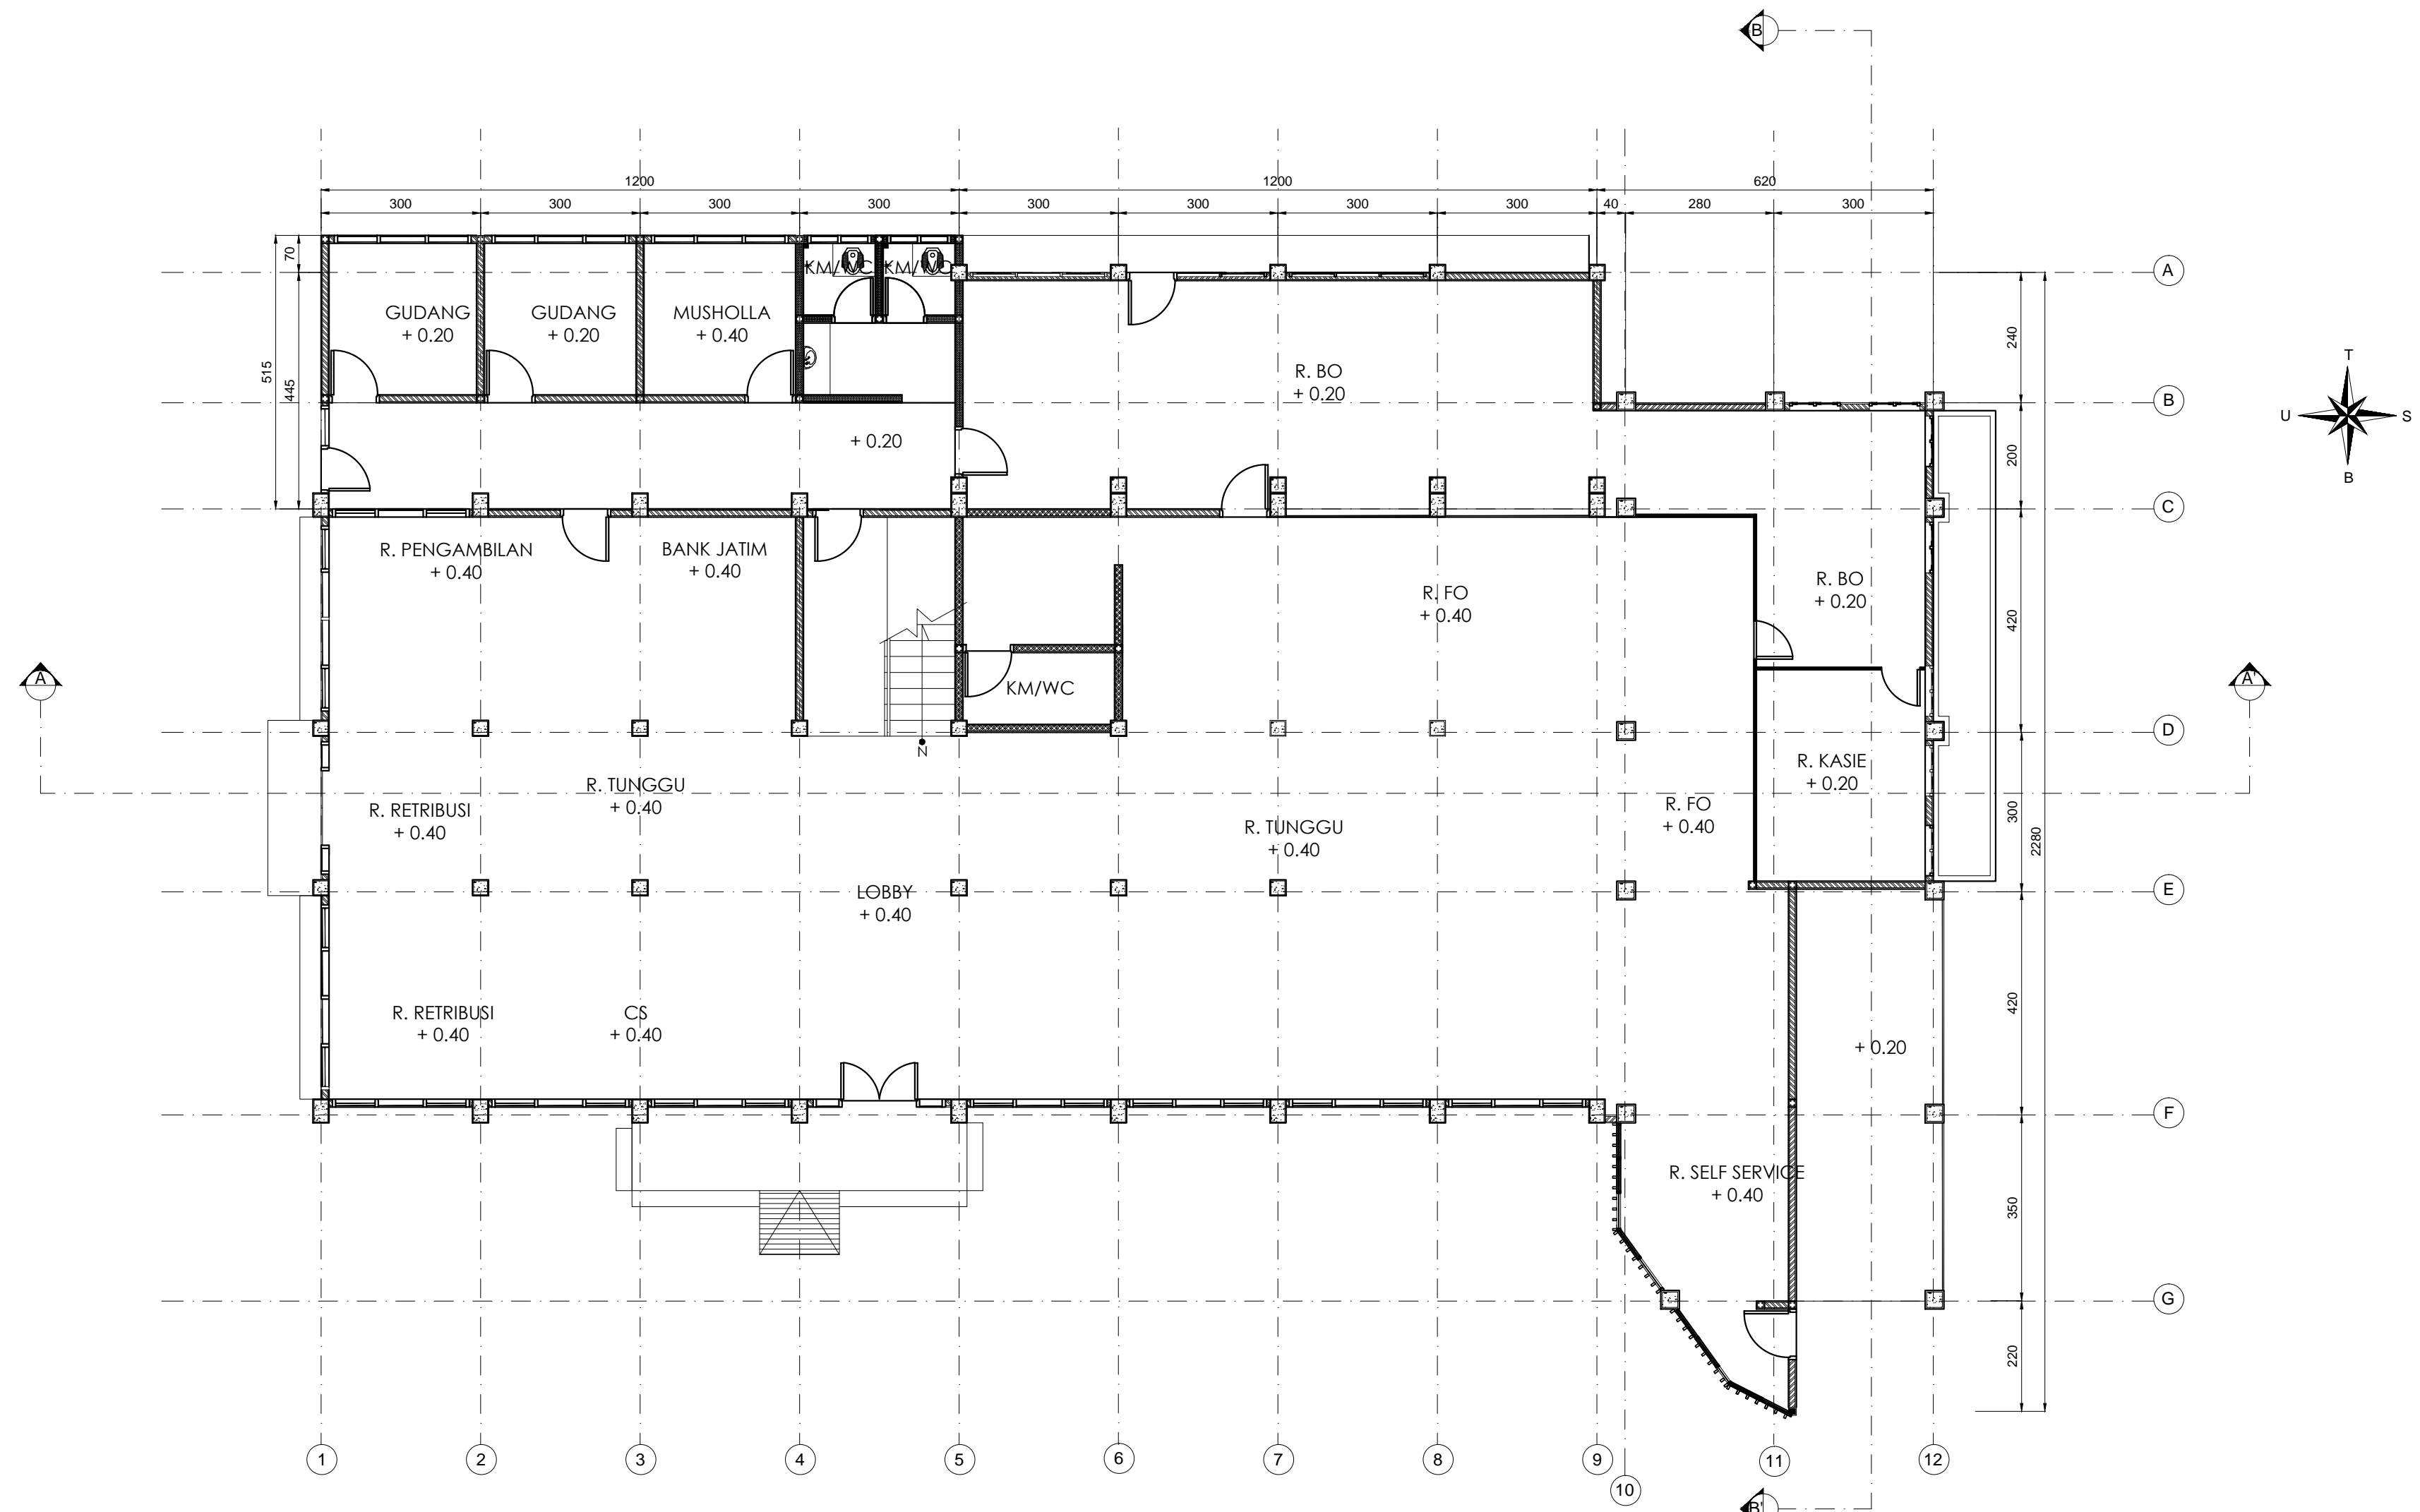 B
1200 1200 620
300 300 300 300 300 300 300 300 40 280 300
70
515
445
A
KM/WC KM/WC
GUDANG
+ 0.20
GUDANG
+ 0.20
MUSHOLLA
+ 0.40
240
T
U S
B
R. BO
+ 0.20
B
+ 0.20
200
C
R. PENGAMBILAN
+ 0.40
BANK JATIM
+ 0.40
R. FO
+ 0.40
R. BO
+ 0.20
420
A
KM/WC
A'
D
N
R. TUNGGU
+ 0.40
R. RETRIBUSI
+ 0.40
R. TUNGGU
+ 0.40
R. FO
+ 0.40
R. KASIE
+ 0.20
300
2280
LOBBY
+ 0.40
E
R. RETRIBUSI
+ 0.40
CS
+ 0.40
420
+ 0.20
F
R. SELF SERVICE
+ 0.40
350
G
220
1 2 3 4 5 6 7 8 9 10 11 12
B'